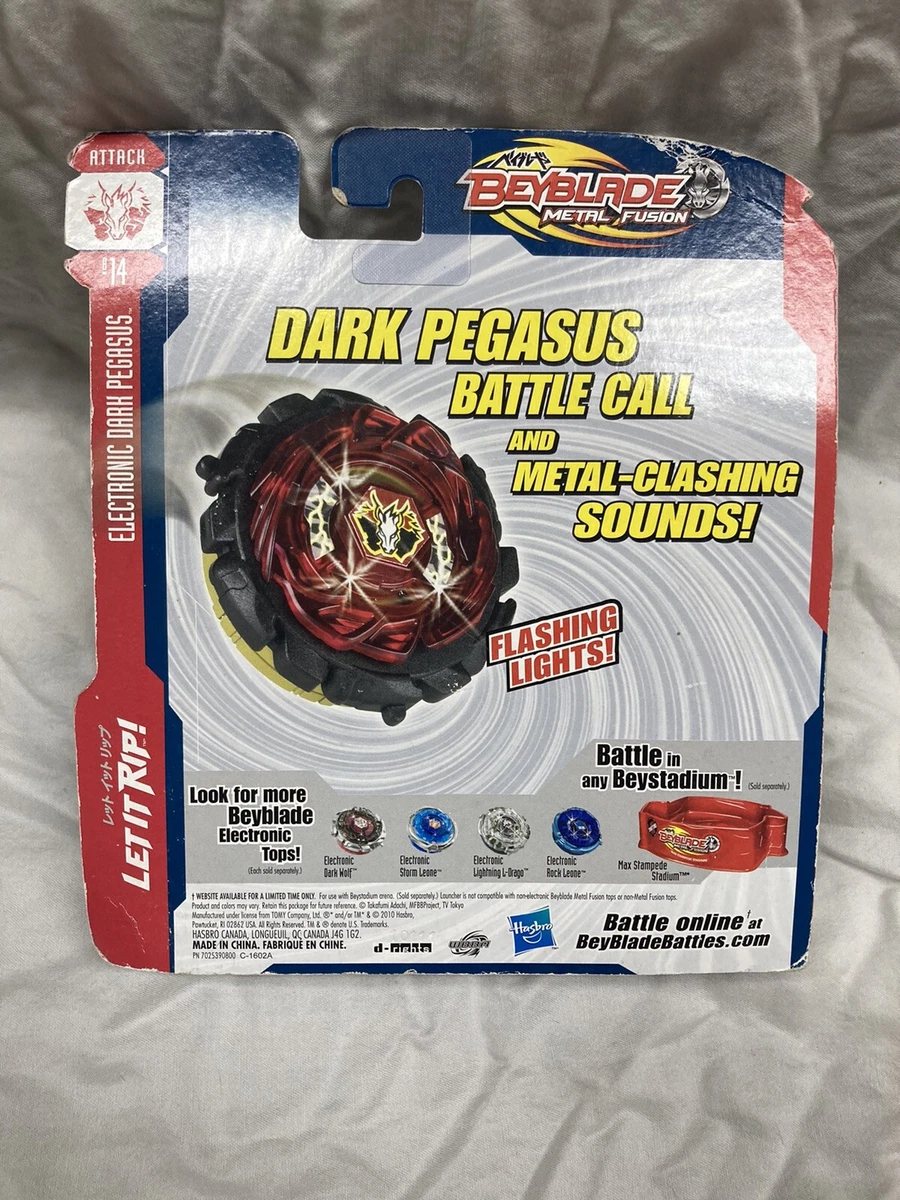 ATTACK
14
ELECTRONIC DARK PEGASUS™
レット イット リップ
LET IT RIP!™
BEYBLADE
METAL FUSION
DARK PEGASUS
BATTLE CALL
AND
METAL-CLASHING
SOUNDS!
FLASHING
LIGHTS!
Battle in
any Beystadium™!
(Sold separately.)
Look for more
Beyblade
Electronic
Tops!
(Each sold separately.)
Electronic
Dark Wolf™
Electronic
Storm Leone™
Electronic
Lightning L-Drago™
Electronic
Rock Leone™
BEYBLADE
Max Stampede
Stadium™
† WEBSITE AVAILABLE FOR A LIMITED TIME ONLY. For use with Beystadium arena. (Sold separately.) Launcher is not compatible with non-electronic Beyblade Metal Fusion tops or non-Metal Fusion tops.
Product and colors may vary. Retain this package for future reference. © Takafumi Adachi, MFBBProject, TV Tokyo
Manufactured under license from TOMY Company, Ltd. ®* and/or ™* & © 2010 Hasbro,
Pawtucket, RI 02862 USA. All Rights Reserved. TM & ® denote U.S. Trademarks.
HASBRO CANADA, LONGUEUIL, QC CANADA J4G 1G2.
MADE IN CHINA. FABRIQUÉ EN CHINE.
PN 7025390800 C-1602A
d-rights
Hasbro
Battle online† at
BeyBladeBattles.com